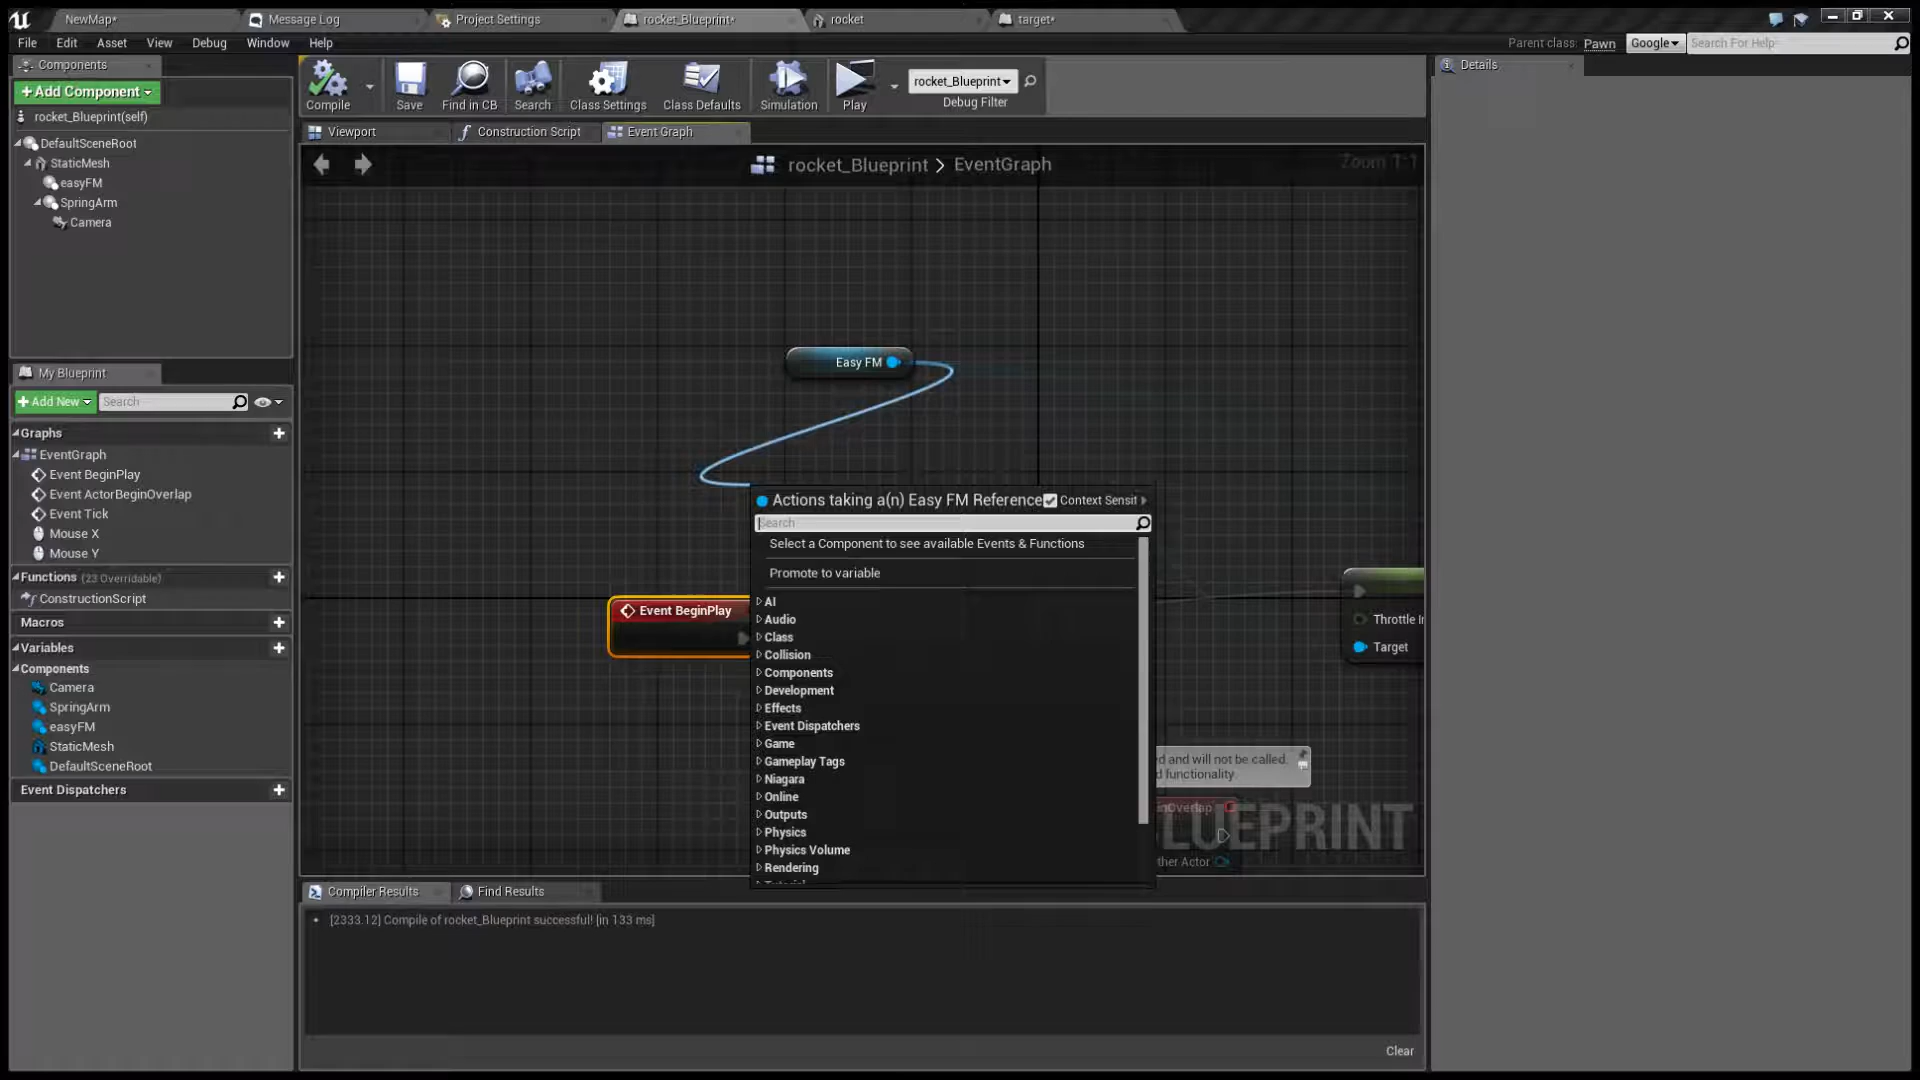 NewMap*
Message Log
Project Settings
rocket_Blueprint*
rocket
target*
File Edit Asset View Debug Window Help
Parent class: Pawn
Google
Search For Help
Components
+Add Component
rocket_Blueprint(self)
DefaultSceneRoot
StaticMesh
easyFM
SpringArm
Camera
Compile
Save
Find in CB
Search
Class Settings
Class Defaults
Simulation
Play
rocket_Blueprint
Debug Filter
Details
Viewport
Construction Script
Event Graph
rocket_Blueprint > EventGraph
Zoom 1:1
Easy FM
Actions taking a(n) Easy FM Reference
Context Sensit
Search
Select a Component to see available Events & Functions
Promote to variable
AI
Audio
Class
Collision
Components
Development
Effects
Event Dispatchers
Game
Gameplay Tags
Niagara
Online
Outputs
Physics
Physics Volume
Rendering
Event BeginPlay
Throttle In
Target
ed and will not be called.
d functionality.
inOverlap
LUEPRINT
ther Actor
My Blueprint
+Add New
Search
Graphs
EventGraph
Event BeginPlay
Event ActorBeginOverlap
Event Tick
Mouse X
Mouse Y
Functions (23 Overridable)
ConstructionScript
Macros
Variables
Components
Camera
SpringArm
easyFM
StaticMesh
DefaultSceneRoot
Event Dispatchers
Compiler Results
Find Results
[2333.12] Compile of rocket_Blueprint successful! [in 133 ms]
Clear